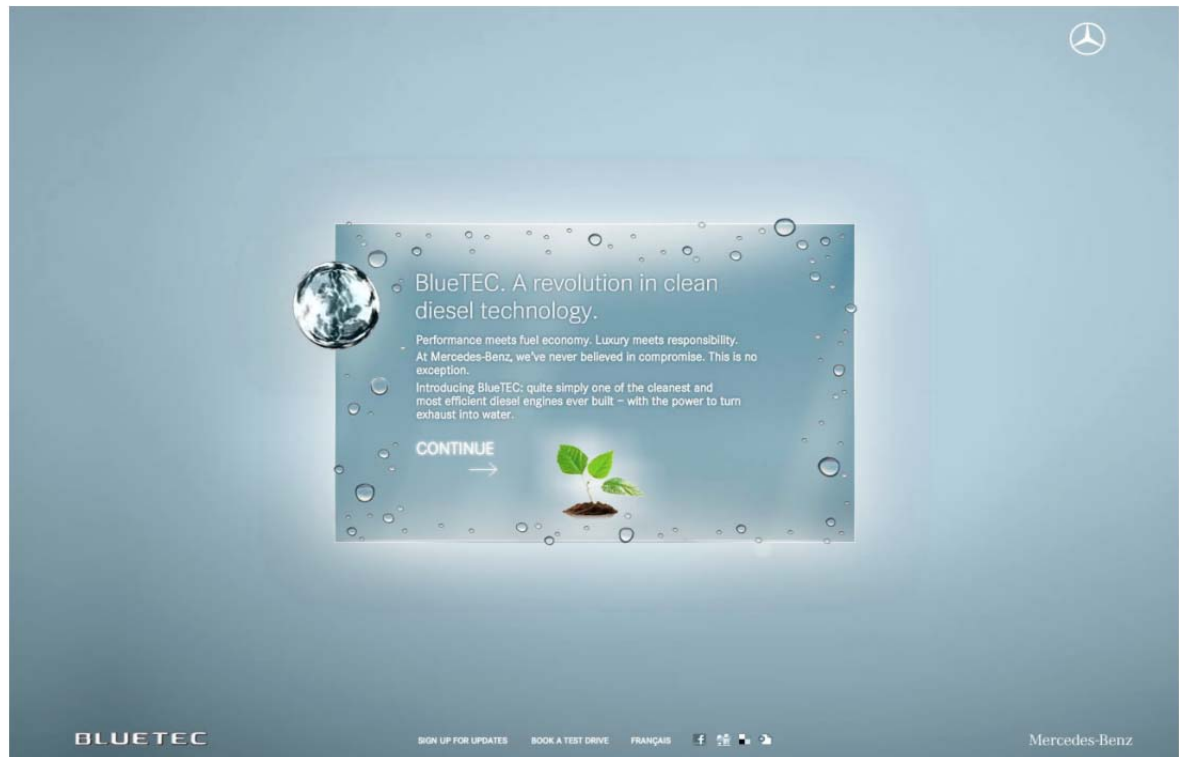 BlueTEC. A revolution in clean
diesel technology.
Performance meets fuel economy. Luxury meets responsibility.
At Mercedes-Benz, we've never believed in compromise. This is no
exception.
Introducing BlueTEC: quite simply one of the cleanest and
most efficient diesel engines ever built – with the power to turn
exhaust into water.
CONTINUE
BLUETEC SIGN UP FOR UPDATES BOOK A TEST DRIVE FRANÇAIS f Mercedes-Benz